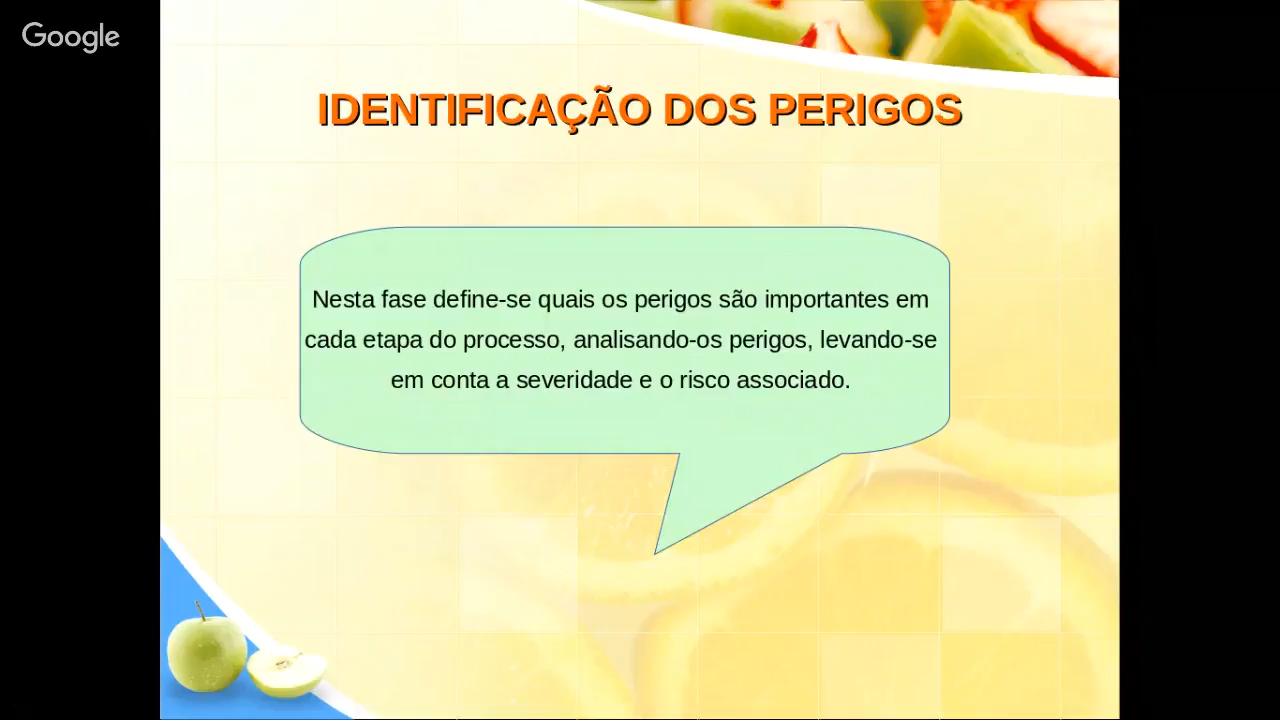 Google
IDENTIFICAÇÃO DOS PERIGOS
Nesta fase define-se quais os perigos são importantes em
cada etapa do processo, analisando-os perigos, levando-se
em conta a severidade e o risco associado.